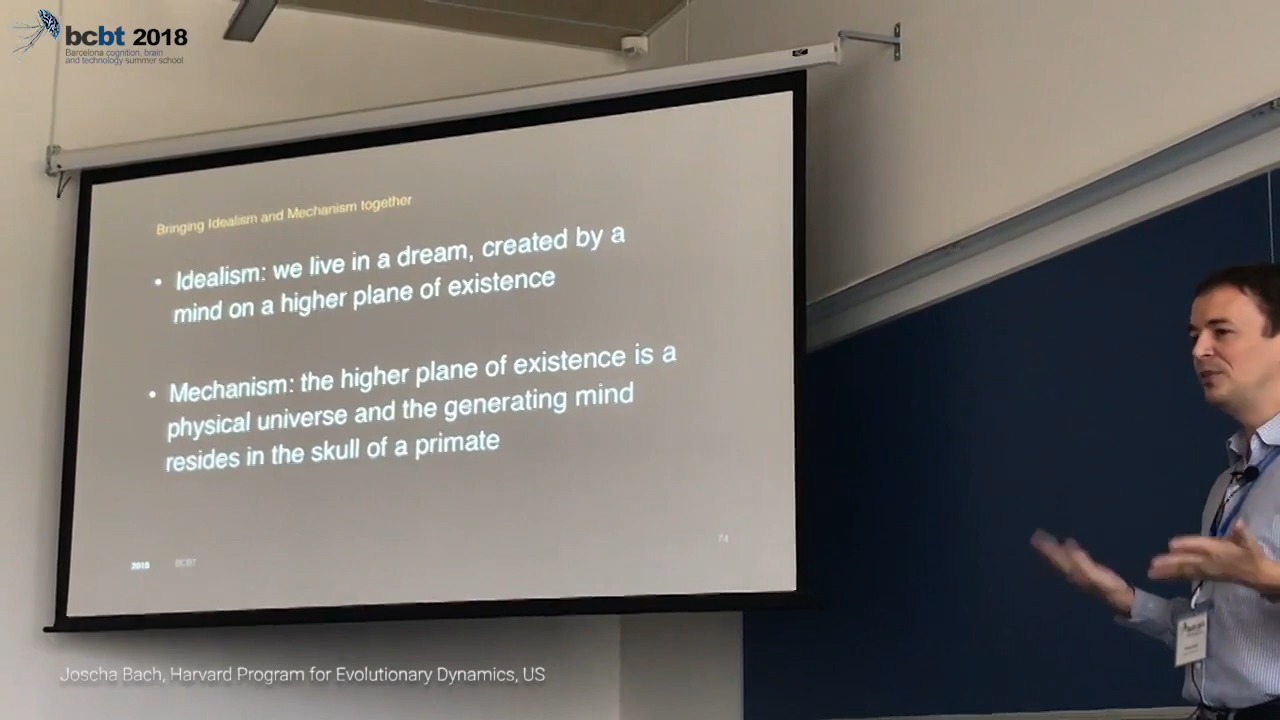 bcbt 2018
Barcelona cognition, brain
and technology summer school
Bringing Idealism and Mechanism together
• Idealism: we live in a dream, created by a
mind on a higher plane of existence
• Mechanism: the higher plane of existence is a
physical universe and the generating mind
resides in the skull of a primate
2018 BCBT
74
Joscha Bach, Harvard Program for Evolutionary Dynamics, US